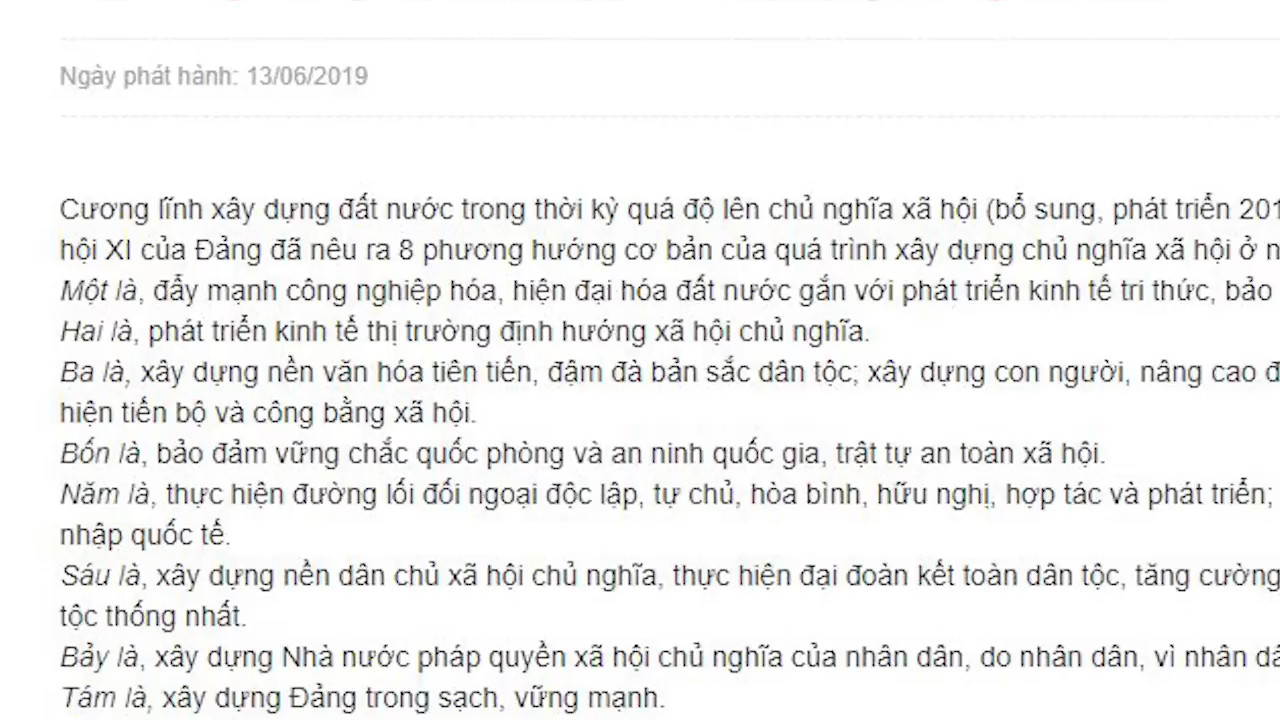 Ngày phát hành: 13/06/2019
Cương lĩnh xây dựng đất nước trong thời kỳ quá độ lên chủ nghĩa xã hội (bổ sung, phát triển 201
hội XI của Đảng đã nêu ra 8 phương hướng cơ bản của quá trình xây dựng chủ nghĩa xã hội ở
Một là, đẩy mạnh công nghiệp hóa, hiện đại hóa đất nước gắn với phát triển kinh tế tri thức, bảo
Hai là, phát triển kinh tế thị trường định hướng xã hội chủ nghĩa.
Ba là, xây dựng nền văn hóa tiên tiến, đậm đà bản sắc dân tộc; xây dựng con người, nâng cao
hiện tiến bộ và công bằng xã hội.
Bốn là, bảo đảm vững chắc quốc phòng và an ninh quốc gia, trật tự an toàn xã hội.
Năm là, thực hiện đường lối đối ngoại độc lập, tự chủ, hòa bình, hữu nghị, hợp tác và phát triển;
nhập quốc tế.
Sáu là, xây dựng nền dân chủ xã hội chủ nghĩa, thực hiện đại đoàn kết toàn dân tộc, tăng cường
tộc thống nhất.
Bảy là, xây dựng Nhà nước pháp quyền xã hội chủ nghĩa của nhân dân, do nhân dân, vì nhân
Tám là, xây dựng Đảng trong sạch, vững mạnh.